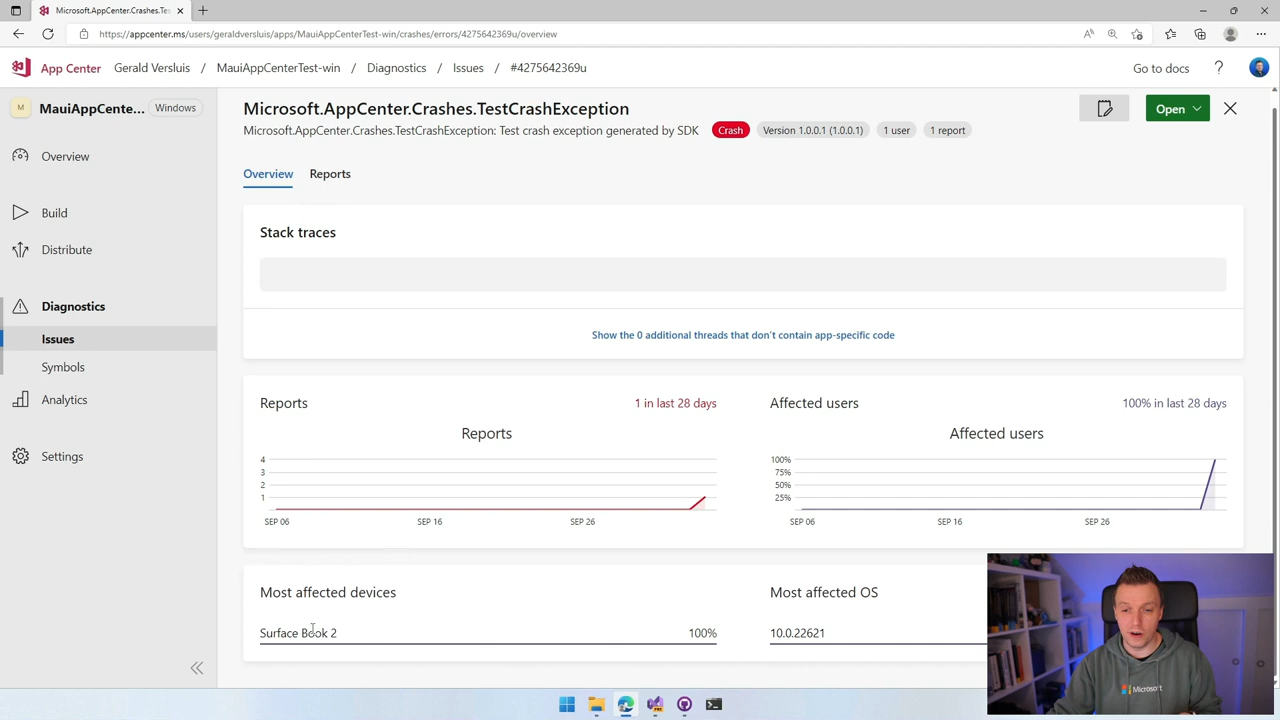 Microsoft.AppCenter.Crashes.Tes
https://appcenter.ms/users/geraldversluis/apps/MauiAppCenterTest-win/crashes/errors/4275642369u/overview
App Center Gerald Versluis / MauiAppCenterTest-win / Diagnostics / Issues / #4275642369u Go to docs ?
M MauiAppCente... Windows
Overview
Build
Distribute
Diagnostics
Issues
Symbols
Analytics
Settings
Microsoft.AppCenter.Crashes.TestCrashException
Open
Microsoft.AppCenter.Crashes.TestCrashException: Test crash exception generated by SDK Crash Version 1.0.0.1 (1.0.0.1) 1 user 1 report
Overview Reports
Stack traces
Show the 0 additional threads that don't contain app-specific code
Reports 1 in last 28 days
Reports
4
3
2
1
SEP 06 SEP 16 SEP 26
Affected users 100% in last 28 days
Affected users
100%
75%
50%
25%
SEP 06 SEP 16 SEP 26
Most affected devices
Surface Book 2 100%
Most affected OS
10.0.22621
Microsoft